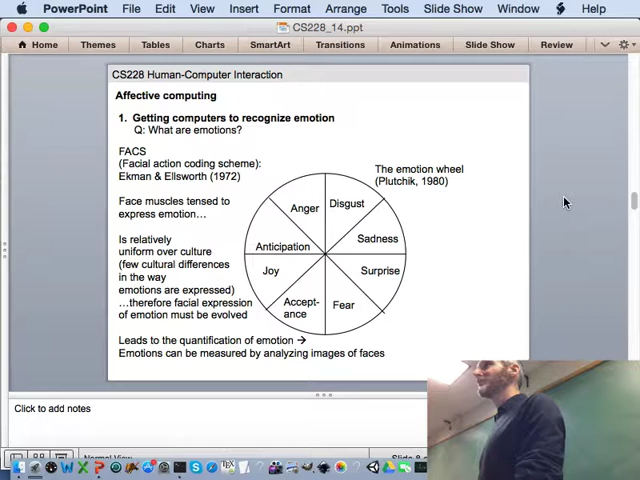 PowerPoint File Edit View Insert Format Arrange Tools Slide Show Window Help
CS228_14.ppt
Home Themes Tables Charts SmartArt Transitions Animations Slide Show Review
CS228 Human-Computer Interaction
Affective computing
1. Getting computers to recognize emotion
Q: What are emotions?
FACS
(Facial action coding scheme):
Ekman & Ellsworth (1972)
The emotion wheel
(Plutchik, 1980)
Face muscles tensed to
express emotion…
Is relatively
uniform over culture
(few cultural differences
in the way
emotions are expressed)
…therefore facial expression
of emotion must be evolved
Anger
Disgust
Anticipation
Sadness
Joy
Surprise
Accept-
ance
Fear
Leads to the quantification of emotion →
Emotions can be measured by analyzing images of faces
Click to add notes
Normal View